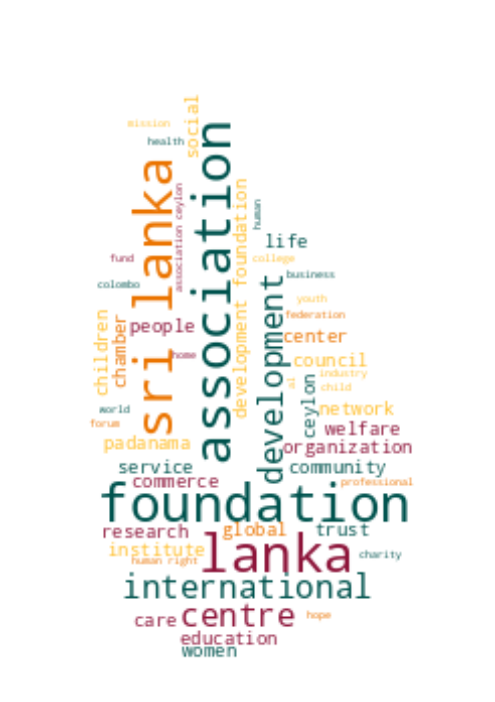 mission
social
health
association
sri lanka
association ceylon
development foundation
human
life
fund
college
colombo
business
development
youth
children
chamber
people
federation
center
home
council
industry
al
child
ceylon
world
network
forum
welfare
padanama
organization
service
community
commerce
professional
foundation
research
global
trust
institute
lanka
charity
human right
international
care
centre
hope
education
women